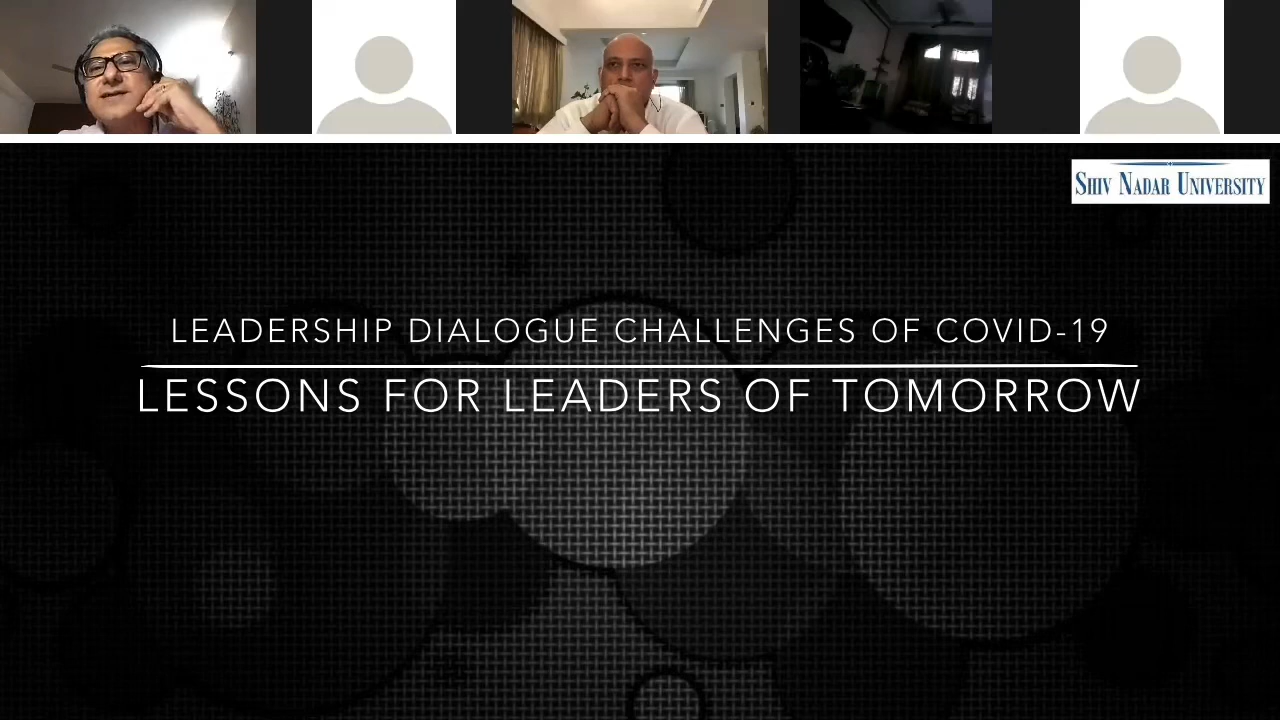 SHIV NADAR UNIVERSITY
LEADERSHIP DIALOGUE CHALLENGES OF COVID-19
LESSONS FOR LEADERS OF TOMORROW